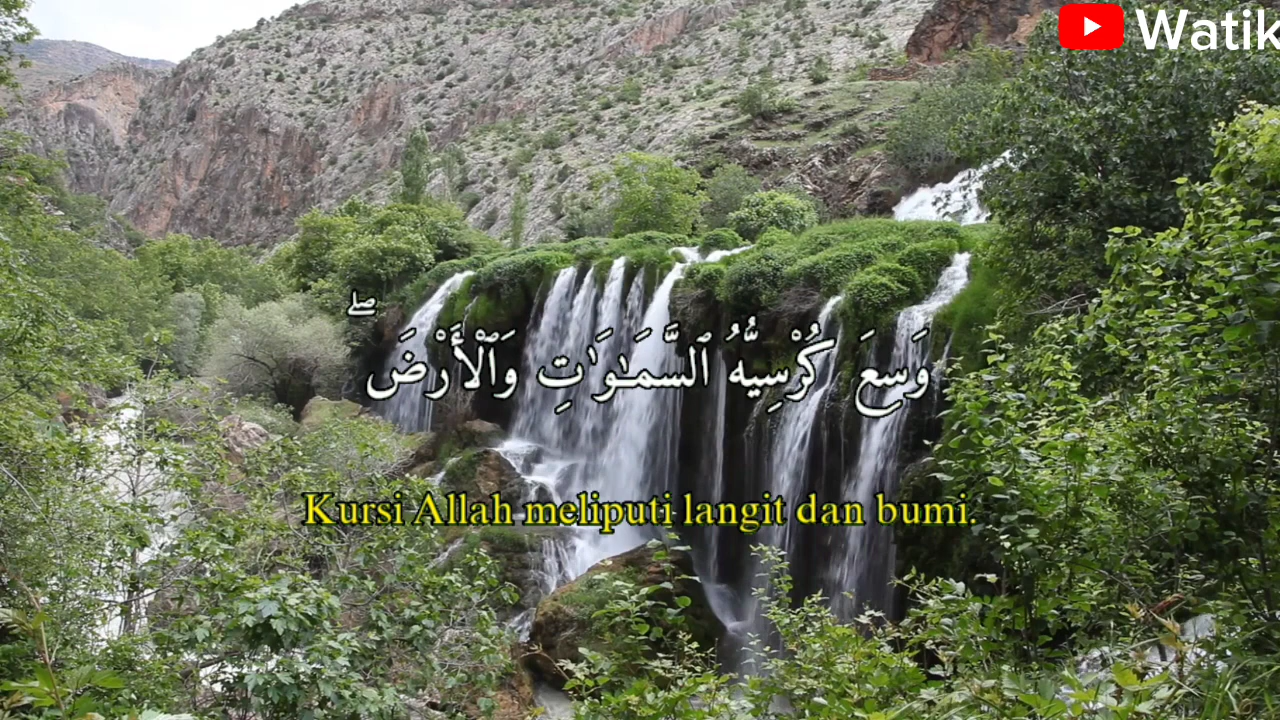 Watik
وَسِعَ كُرْسِيُّهُ ٱلسَّمَـٰوَٰتِ وَٱلْأَرْضَ ۖ
Kursi Allah meliputi langit dan bumi.